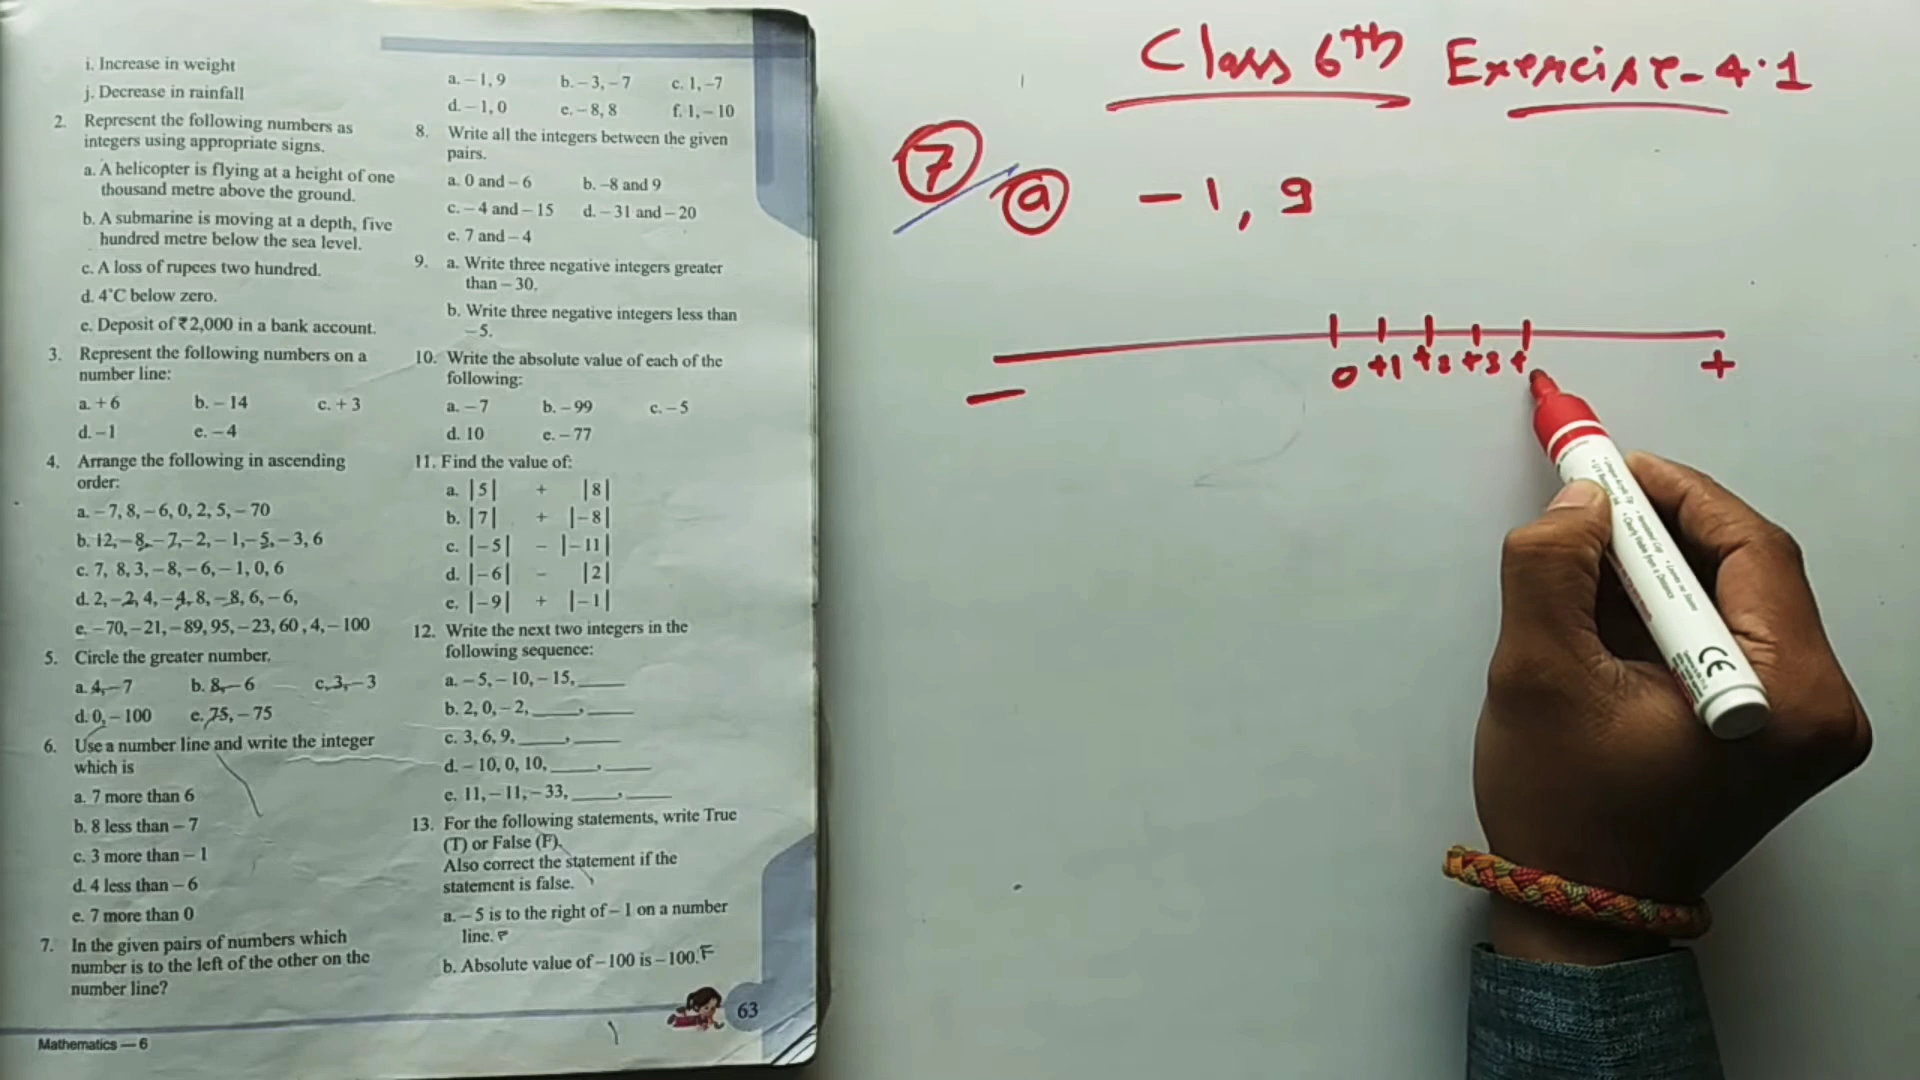 i. Increase in weight
j. Decrease in rainfall
2. Represent the following numbers as
integers using appropriate signs.
a. A helicopter is flying at a height of one
thousand metre above the ground.
b. A submarine is moving at a depth, five
hundred metre below the sea level.
c. A loss of rupees two hundred.
d. 4°C below zero.
e. Deposit of ₹2,000 in a bank account.
3. Represent the following numbers on a
number line:
a. + 6 b. – 14 c. + 3
d. – 1 e. – 4
4. Arrange the following in ascending
order:
a. – 7, 8, – 6, 0, 2, 5, – 70
b. 12, – 8, – 7, – 2, – 1, – 5, – 3, 6
c. 7, 8, 3, – 8, – 6, – 1, 0, 6
d. 2, – 2, 4, – 4, 8, – 8, 6, – 6,
e. – 70, – 21, – 89, 95, – 23, 60 , 4, – 100
5. Circle the greater number.
a. 4, – 7 b. 8, – 6 c. 3, – 3
d. 0, – 100 e. 75, – 75
6. Use a number line and write the integer
which is
a. 7 more than 6
b. 8 less than – 7
c. 3 more than – 1
d. 4 less than – 6
e. 7 more than 0
7. In the given pairs of numbers which
number is to the left of the other on the
number line?
Mathematics — 6
a. – 1, 9 b. – 3, – 7 c. 1, –7
d. – 1, 0 e. – 8, 8 f. 1, – 10
8. Write all the integers between the given
pairs.
a. 0 and – 6 b. –8 and 9
c. – 4 and – 15 d. – 31 and – 20
e. 7 and – 4
9. a. Write three negative integers greater
than – 30.
b. Write three negative integers less than
– 5.
10. Write the absolute value of each of the
following:
a. – 7 b. – 99 c. – 5
d. 10 e. – 77
11. Find the value of:
a. |5| + |8|
b. |7| + |– 8|
c. |– 5| – |– 11|
d. |– 6| – |2|
e. |– 9| + |– 1|
12. Write the next two integers in the
following sequence:
a. – 5, – 10, – 15, _____
b. 2, 0, – 2, _____, _____
c. 3, 6, 9, _____, _____
d. – 10, 0, 10, _____, _____
e. 11, – 11, – 33, _____, _____
13. For the following statements, write True
(T) or False (F).
Also correct the statement if the
statement is false.
a. – 5 is to the right of – 1 on a number
line. F
b. Absolute value of – 100 is – 100. F
63
Class 6th Exercise - 4.1
7 a – 1, 9
0 +1 +2 +3 + +
–
CE